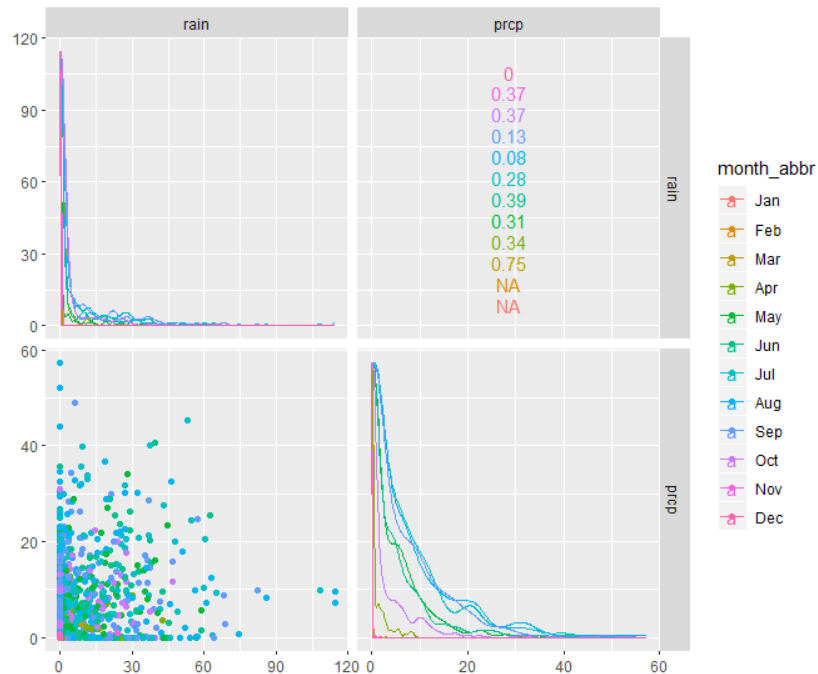 rain prcp
120
90
60
30
0
0
0.37
0.37
0.13
0.08
0.28
0.39
0.31
0.34
0.75
NA
NA
rain
60
40
20
0
prcp
0 30 60 90 120 0 20 40 60
month_abbr
a Jan
a Feb
a Mar
a Apr
a May
a Jun
a Jul
a Aug
a Sep
a Oct
a Nov
a Dec